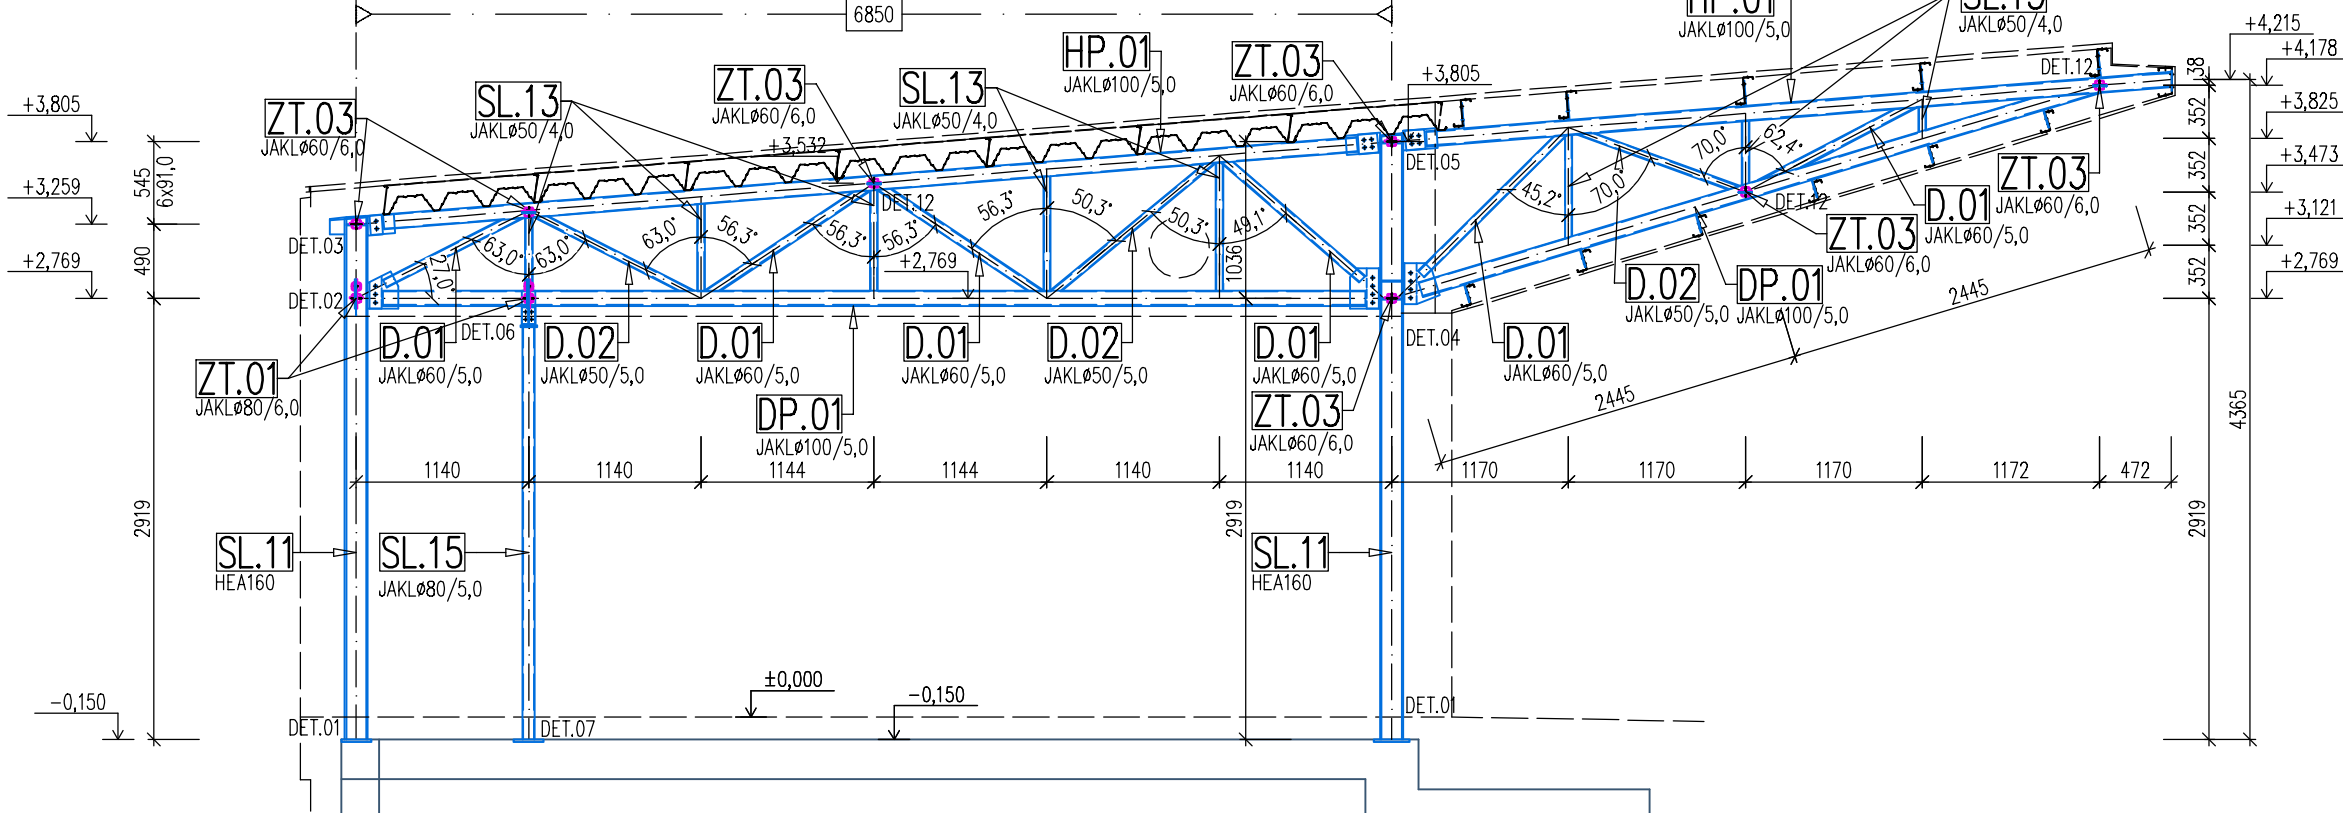 6850
HP.01
JAKLø100/5,0
SL.13
JAKLø50/4,0
+4,215
+4,178
38
DET.12
+3,805
ZT.03
JAKLø60/6,0
HP.01
JAKLø100/5,0
SL.13
JAKLø50/4,0
ZT.03
JAKLø60/6,0
SL.13
JAKLø50/4,0
ZT.03
JAKLø60/6,0
+3,805
+3,825
352
+3,532
DET.05
70,0°
62,4°
+3,473
352
545
6x91,0
+3,259
DET.03
DET.12
DET.12
ZT.03
JAKLø60/6,0
D.01
JAKLø60/5,0
ZT.03
JAKLø60/6,0
+3,121
352
490
63,0°
63,0°
63,0°
56,3°
56,3°
56,3°
56,3°
50,3°
50,3°
49,1°
45,2°
70,0°
27,0°
+2,769
DET.02
+2,769
1036
+2,769
352
D.02
JAKLø50/5,0
DP.01
JAKLø100/5,0
2445
2445
DET.06
DET.04
D.01
JAKLø60/5,0
D.02
JAKLø50/5,0
D.01
JAKLø60/5,0
D.01
JAKLø60/5,0
D.02
JAKLø50/5,0
D.01
JAKLø60/5,0
D.01
JAKLø60/5,0
ZT.01
JAKLø80/6,0
DP.01
JAKLø100/5,0
ZT.03
JAKLø60/6,0
4365
1140
1140
1144
1144
1140
1140
1170
1170
1170
1172
472
2919
2919
2919
SL.11
HEA160
SL.15
JAKLø80/5,0
SL.11
HEA160
±0,000
-0,150
-0,150
DET.01
DET.07
DET.01